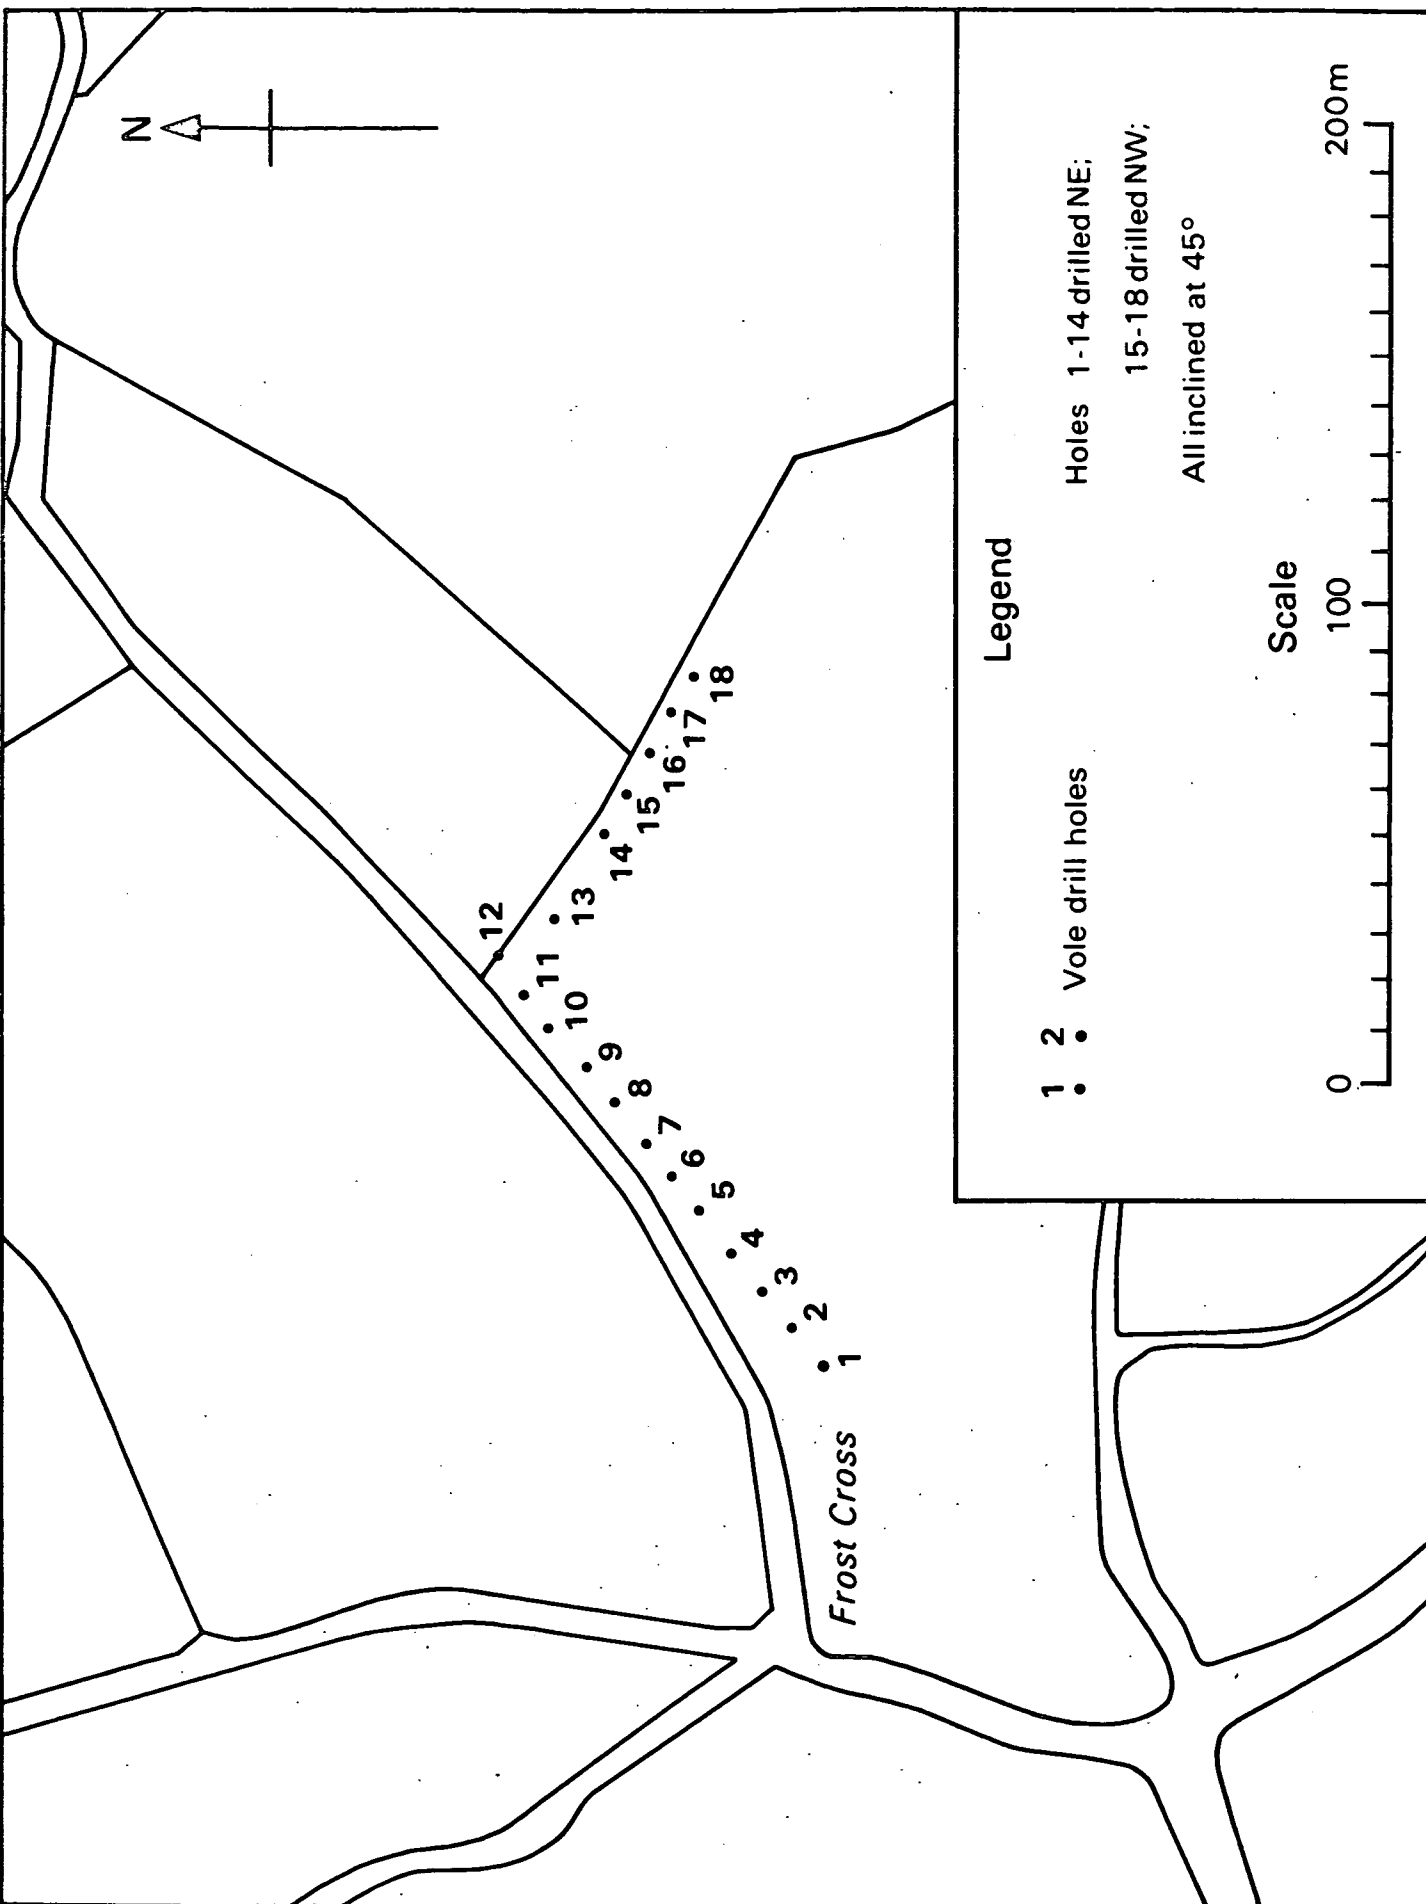 N
12
11
10
9
8
7
6
5
4
3
2
1
13
14
15
16
17
18
Frost Cross
Legend
1 2 Vole drill holes
Holes 1-14 drilled NE;
15-18 drilled NW;
All inclined at 45°
Scale
0 100 200m